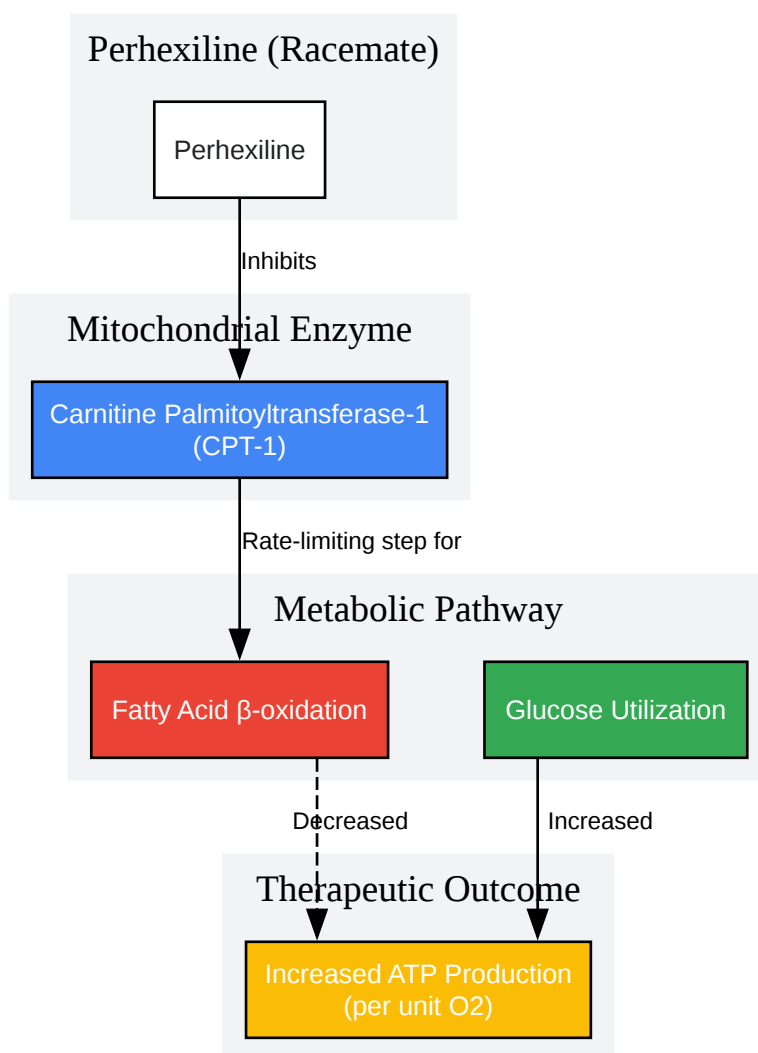 Perhexiline (Racemate)
Perhexiline
Inhibits
Mitochondrial Enzyme
Carnitine Palmitoyltransferase-1
(CPT-1)
Rate-limiting step for
Metabolic Pathway
Fatty Acid β-oxidation
Glucose Utilization
Decreased
Increased
Therapeutic Outcome
Increased ATP Production
(per unit O2)